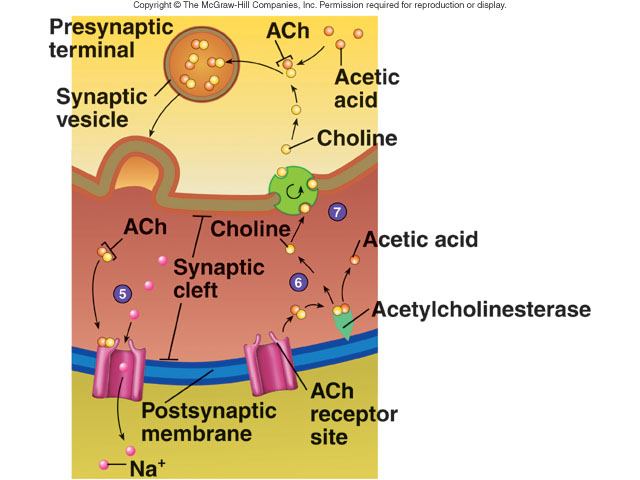 Copyright © The McGraw-Hill Companies, Inc. Permission required for reproduction or display.
Presynaptic
terminal
ACh
Acetic
acid
Synaptic
vesicle
Choline
7
ACh
Choline
Acetic acid
Synaptic
cleft
5
6
Acetylcholinesterase
Postsynaptic
membrane
ACh
receptor
site
Na⁺